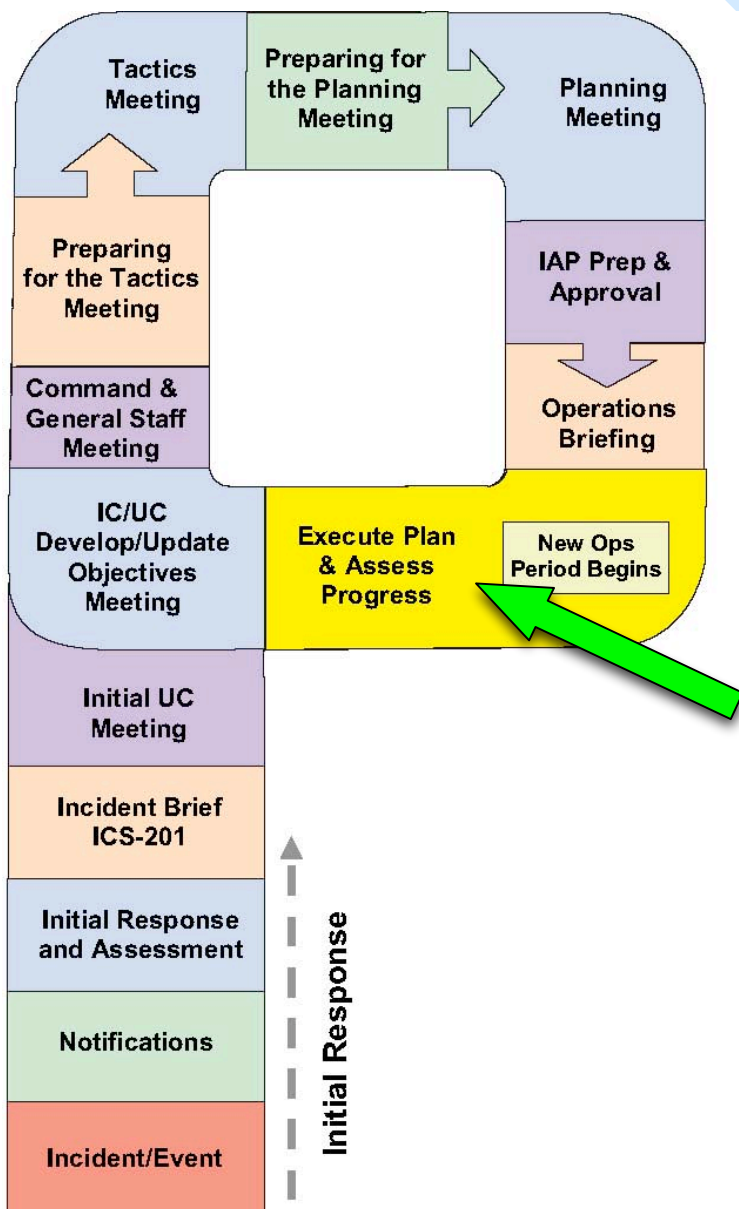 Tactics
Meeting
Preparing for
the Planning
Meeting
Planning
Meeting
Preparing
for the Tactics
Meeting
IAP Prep &
Approval
Command &
General Staff
Meeting
Operations
Briefing
IC/UC
Develop/Update
Objectives
Meeting
Execute Plan
& Assess
Progress
New Ops
Period Begins
Initial UC
Meeting
Incident Brief
ICS-201
Initial Response
and Assessment
Notifications
Incident/Event
Initial Response